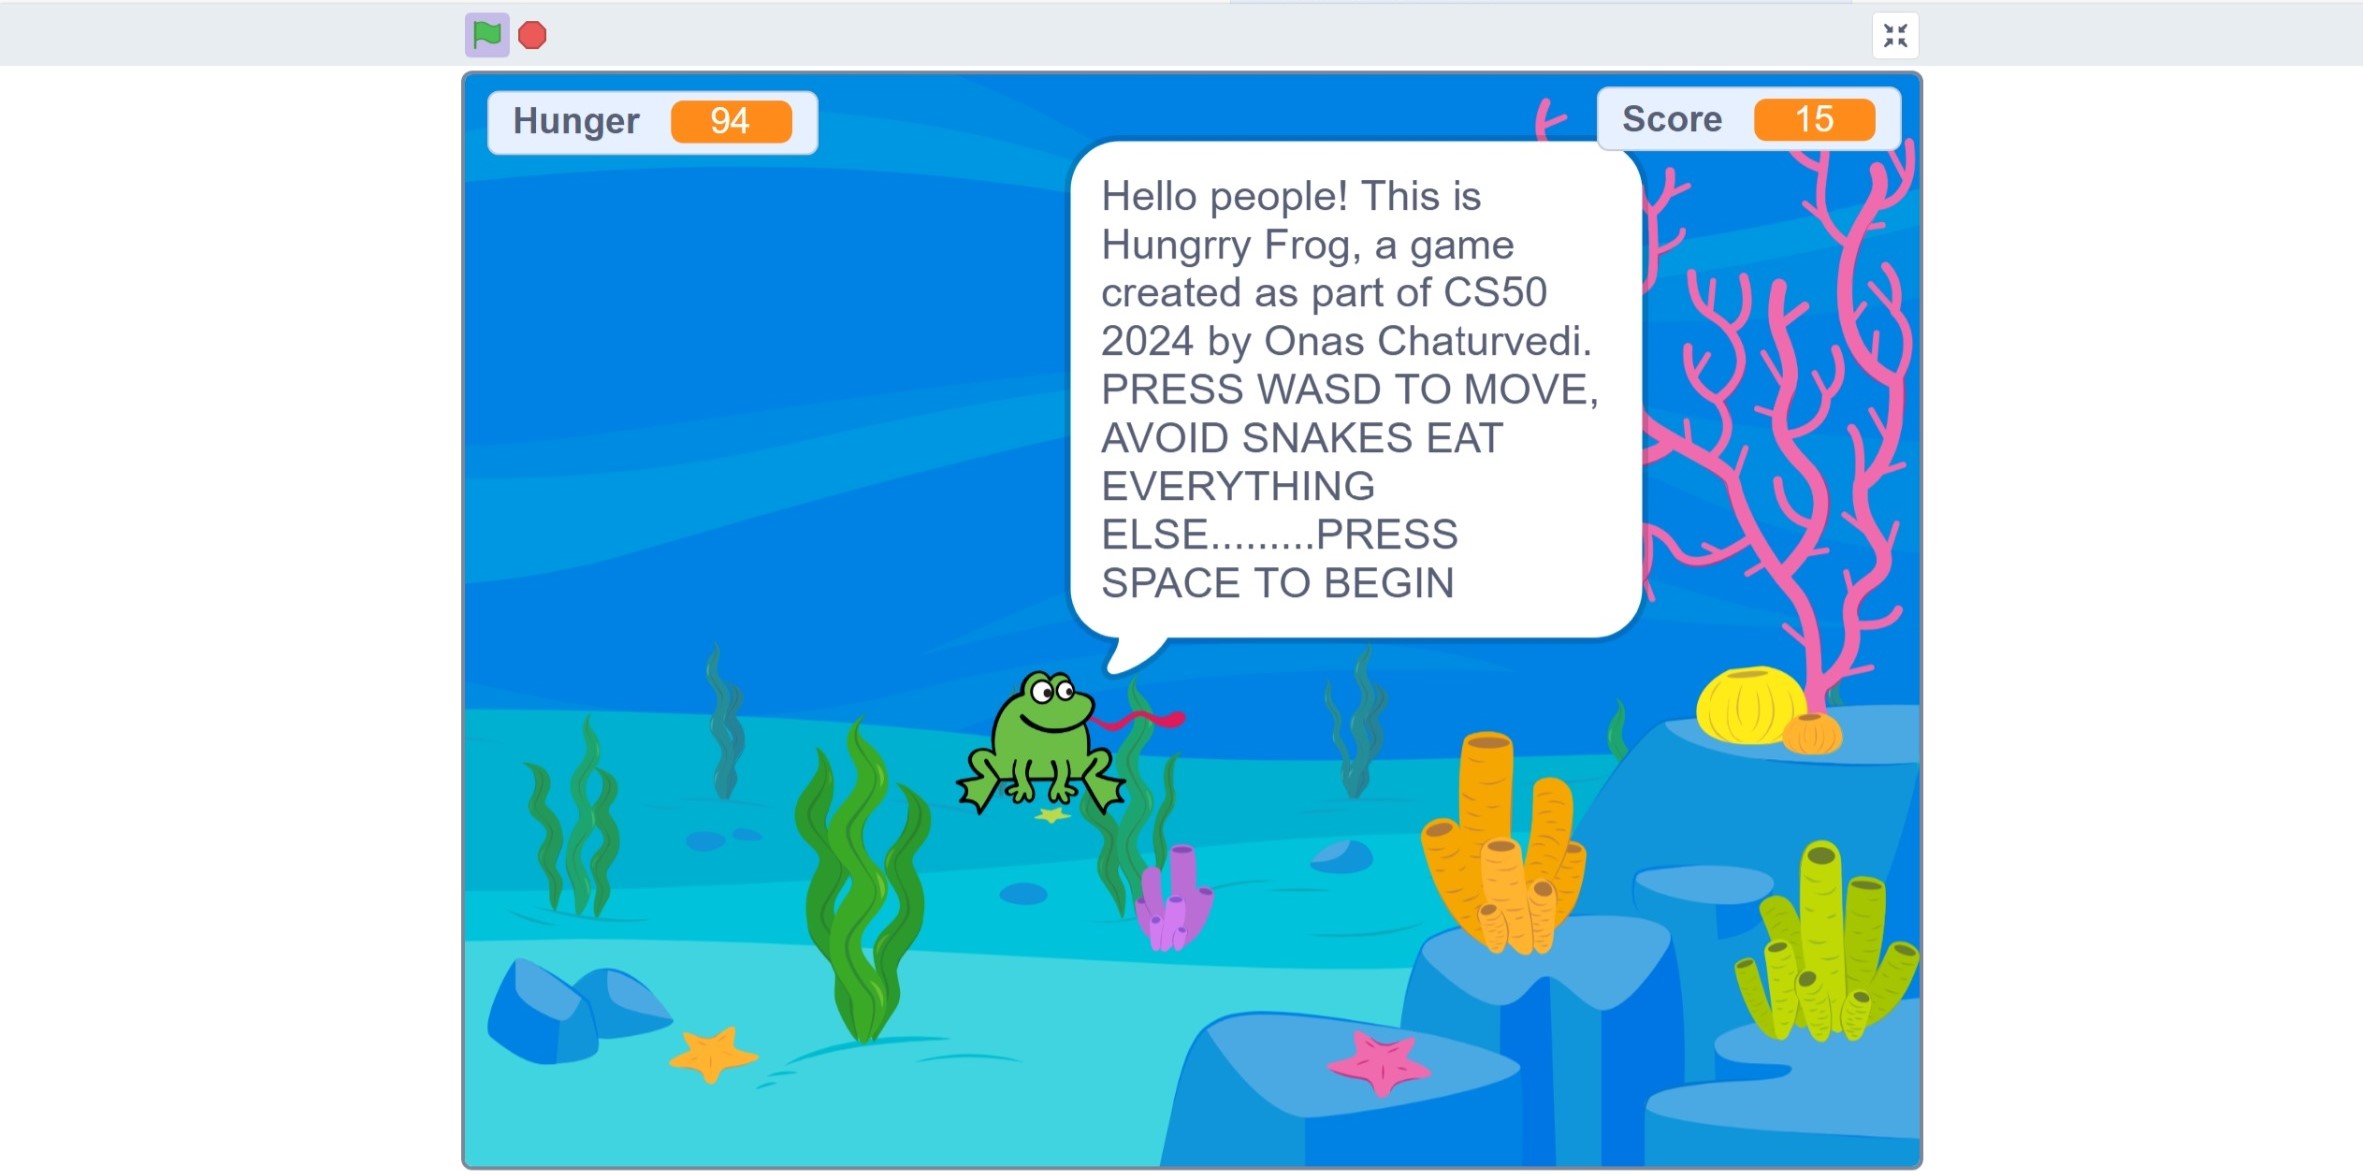 Hunger 94
Score 15
Hello people! This is
Hungrry Frog, a game
created as part of CS50
2024 by Onas Chaturvedi.
PRESS WASD TO MOVE,
AVOID SNAKES EAT
EVERYTHING
ELSE.........PRESS
SPACE TO BEGIN